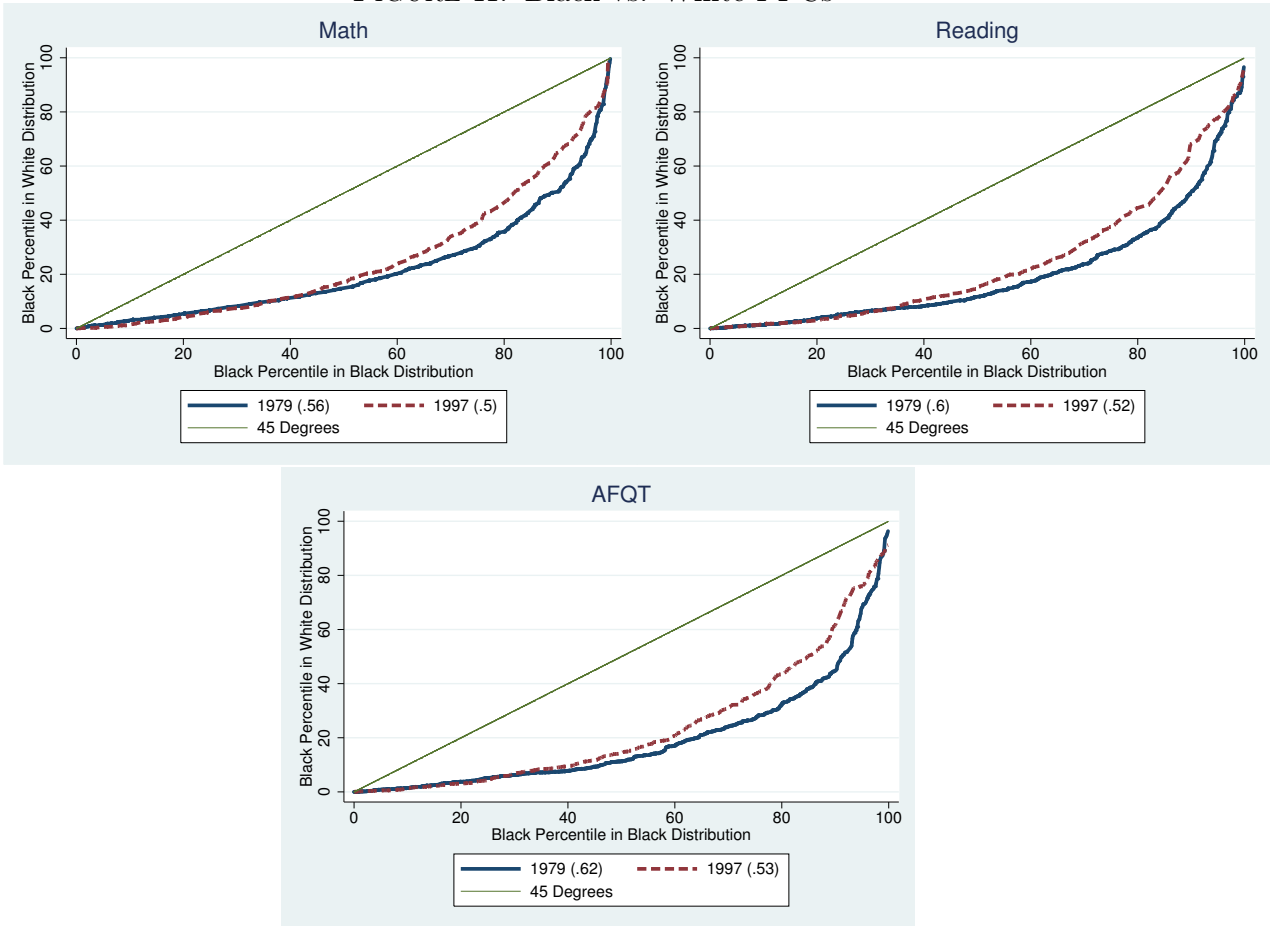 Math
Black Percentile in White Distribution
0 20 40 60 80 100
0 20 40 60 80 100
Black Percentile in Black Distribution
1979 (.56) 1997 (.5)
45 Degrees
Reading
Black Percentile in White Distribution
0 20 40 60 80 100
0 20 40 60 80 100
Black Percentile in Black Distribution
1979 (.6) 1997 (.52)
45 Degrees
AFQT
Black Percentile in White Distribution
0 20 40 60 80 100
0 20 40 60 80 100
Black Percentile in Black Distribution
1979 (.62) 1997 (.53)
45 Degrees